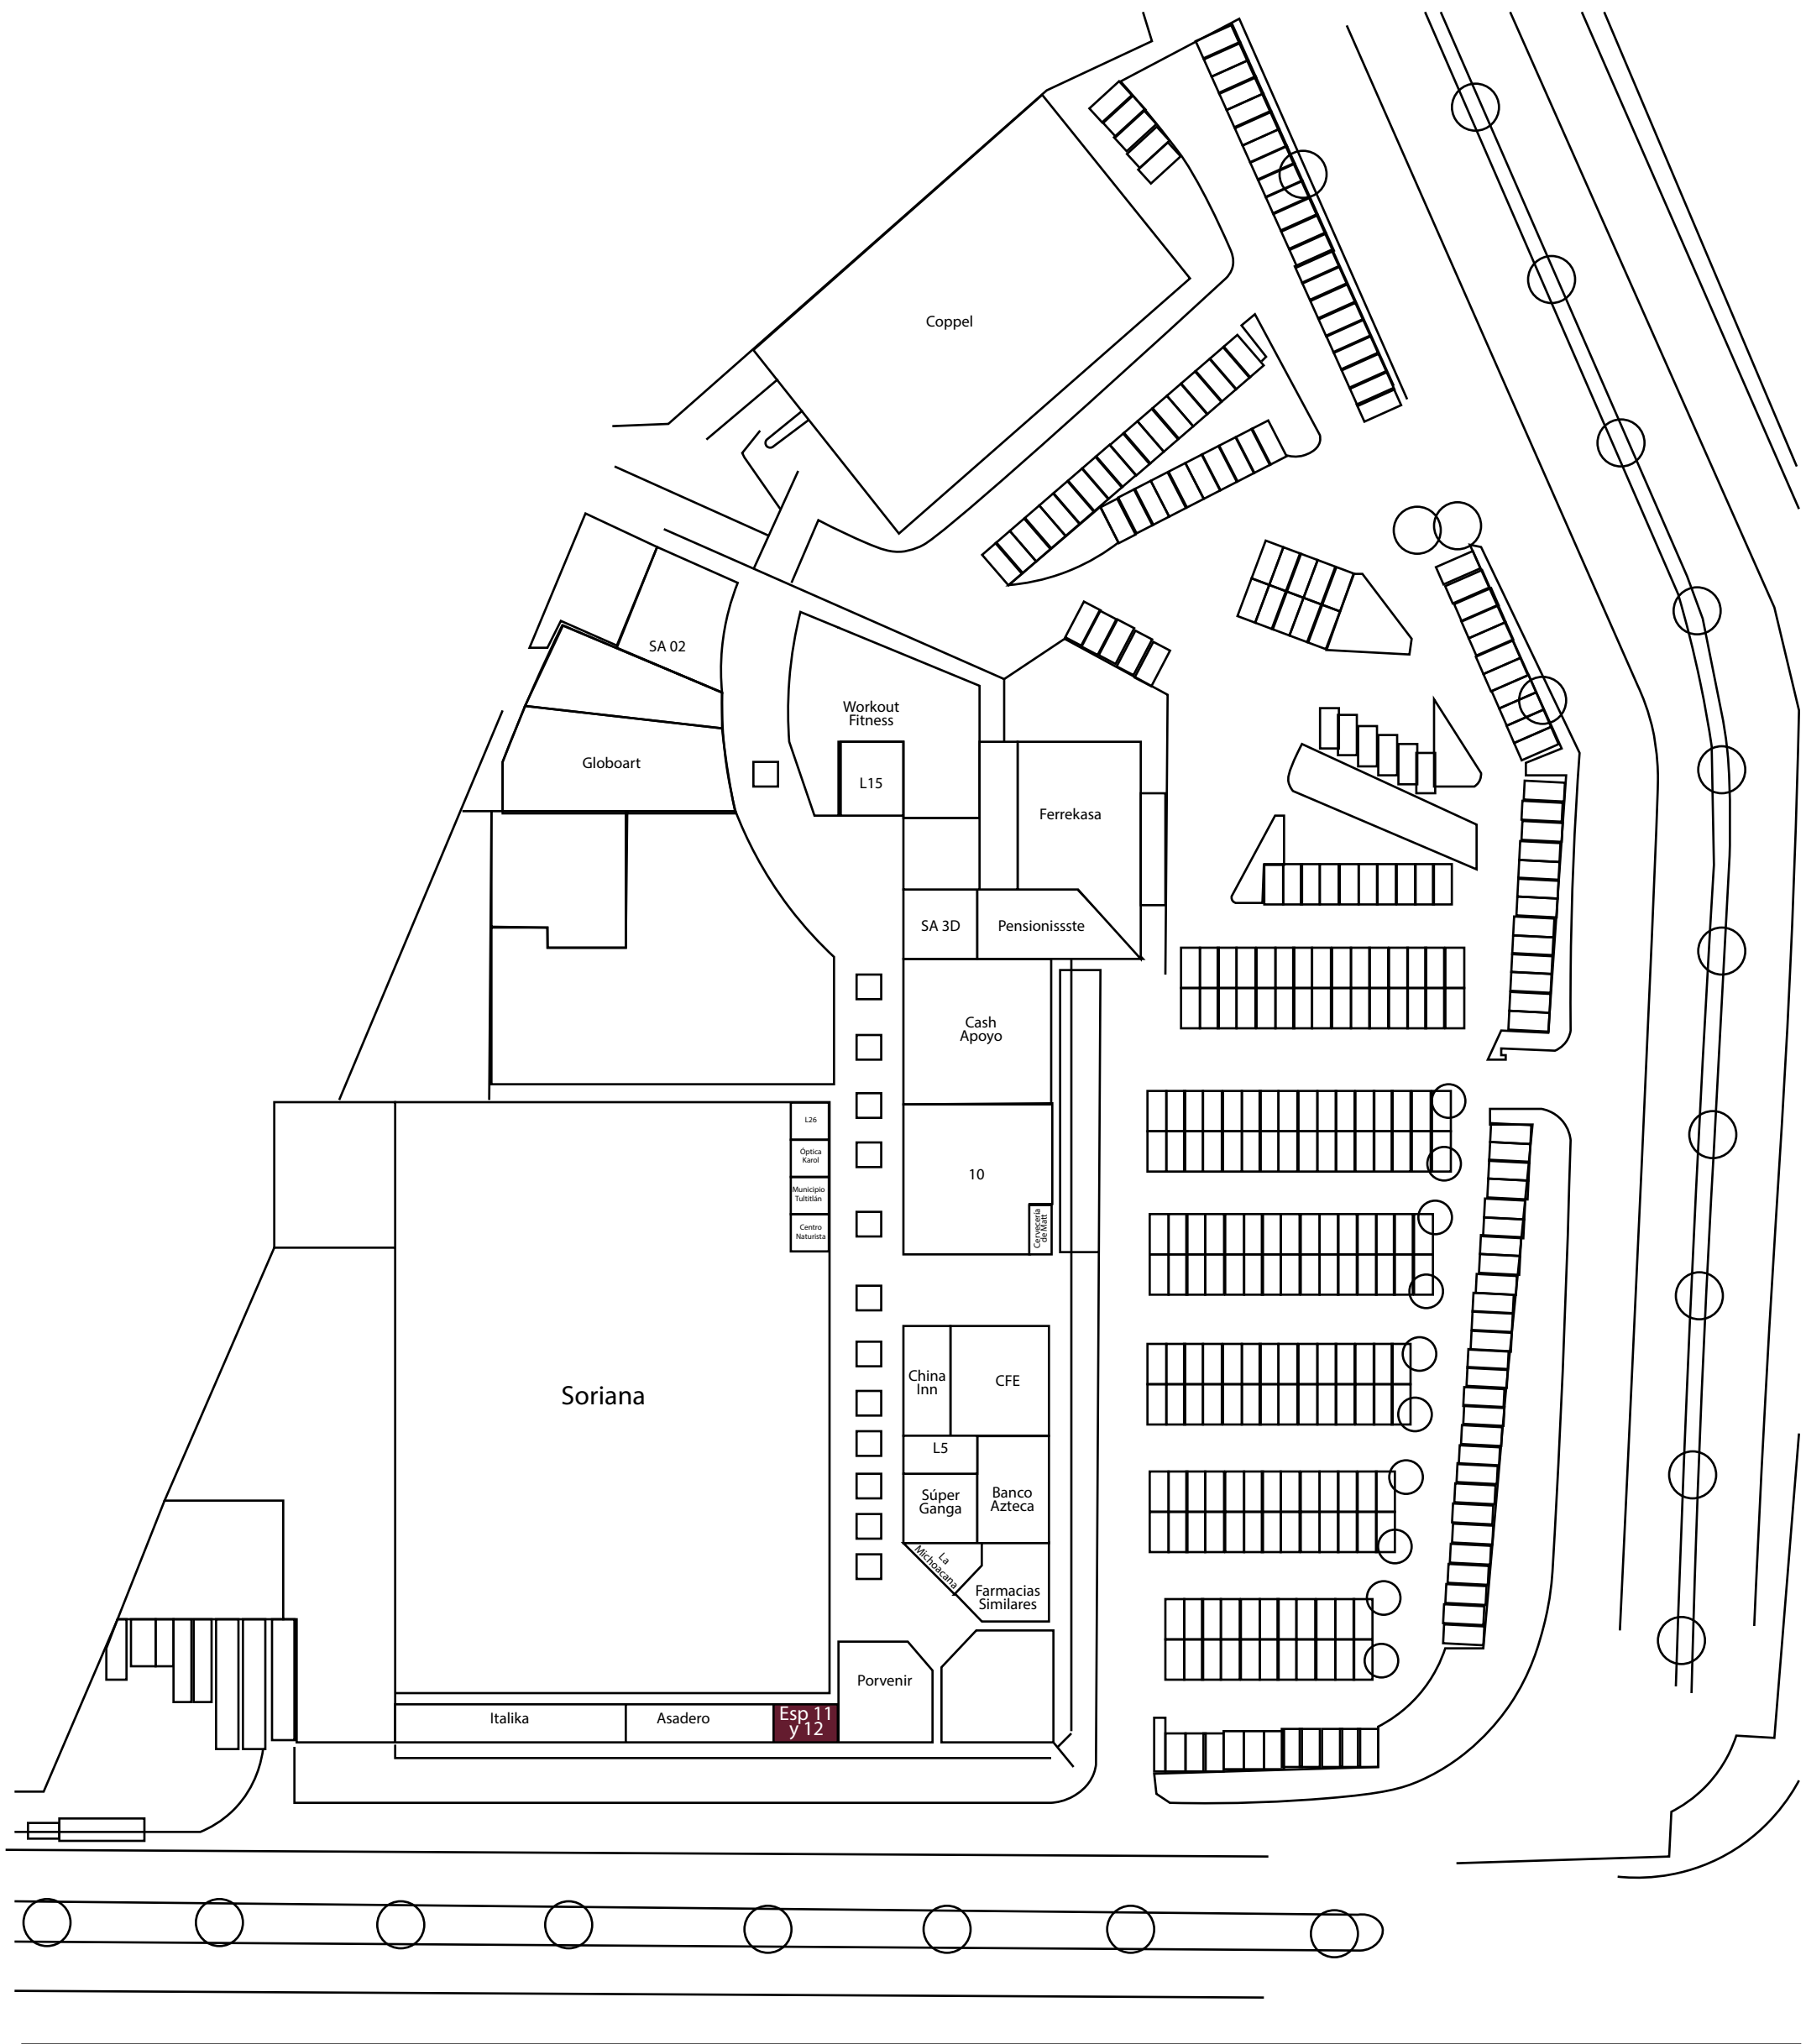 Coppel
SA 02
Workout
Fitness
Globoart
L15
Ferrekasa
SA 3D
Pensionissste
Cash
Apoyo
L26
Óptica
Karol
Municipio
Tultitlán
Centro
Naturista
10
Cervecería
de Matt
Soriana
China
Inn
CFE
L5
Súper
Ganga
Banco
Azteca
La
Michoacana
Farmacias
Similares
Porvenir
Italika
Asadero
Esp 11
y 12